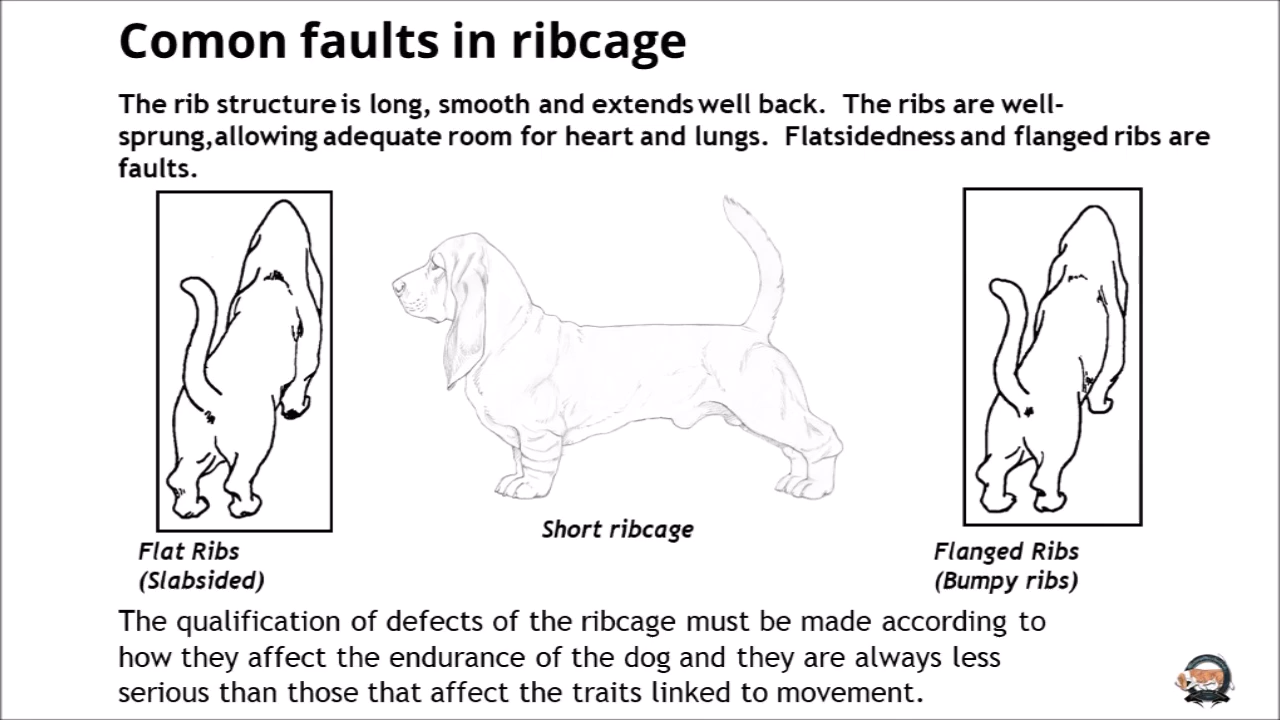 Comon faults in ribcage
The rib structure is long, smooth and extends well back. The ribs are well-
sprung,allowing adequate room for heart and lungs. Flatsidedness and flanged ribs are
faults.
Short ribcage
Flat Ribs
(Slabsided)
Flanged Ribs
(Bumpy ribs)
The qualification of defects of the ribcage must be made according to
how they affect the endurance of the dog and they are always less
serious than those that affect the traits linked to movement.